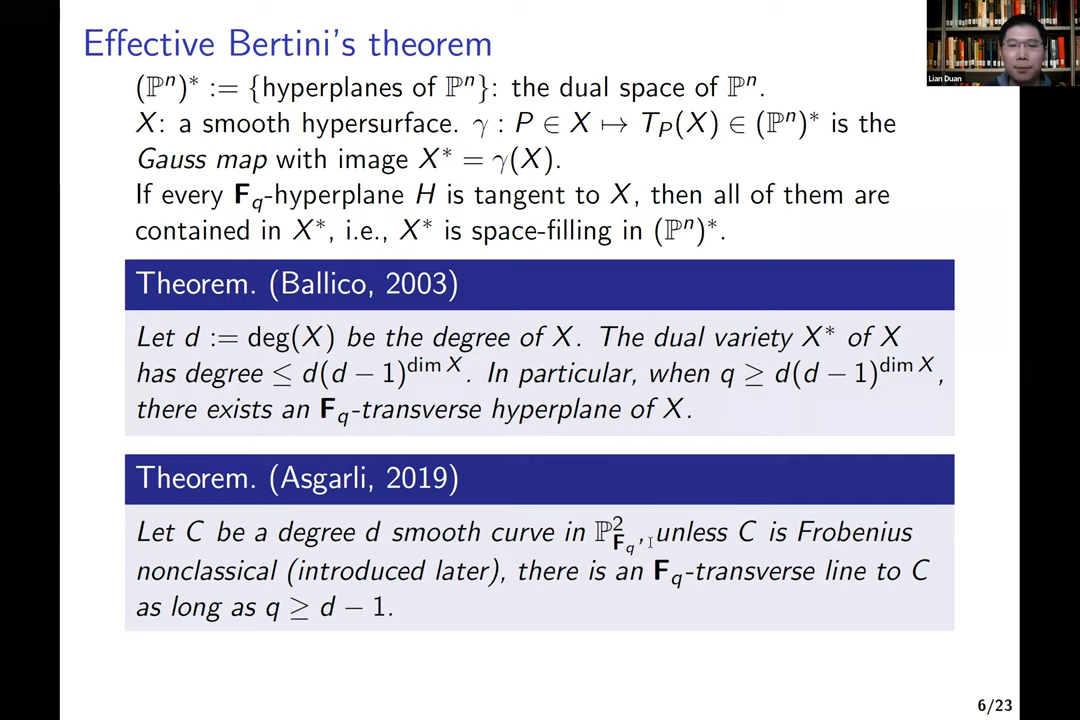 Effective Bertini's theorem
(ℙⁿ)* := {hyperplanes of ℙⁿ}: the dual space of ℙⁿ.
X: a smooth hypersurface. γ : P ∈ X ↦ T_P(X) ∈ (ℙⁿ)* is the
Gauss map with image X* = γ(X).
If every F_q-hyperplane H is tangent to X, then all of them are
contained in X*, i.e., X* is space-filling in (ℙⁿ)*.
Theorem. (Ballico, 2003)
Let d := deg(X) be the degree of X. The dual variety X* of X
has degree ≤ d(d − 1)^{dim X}. In particular, when q ≥ d(d − 1)^{dim X},
there exists an F_q-transverse hyperplane of X.
Theorem. (Asgarli, 2019)
Let C be a degree d smooth curve in ℙ²_{F_q}, unless C is Frobenius
nonclassical (introduced later), there is an F_q-transverse line to C
as long as q ≥ d − 1.
Lian Duan
6/23